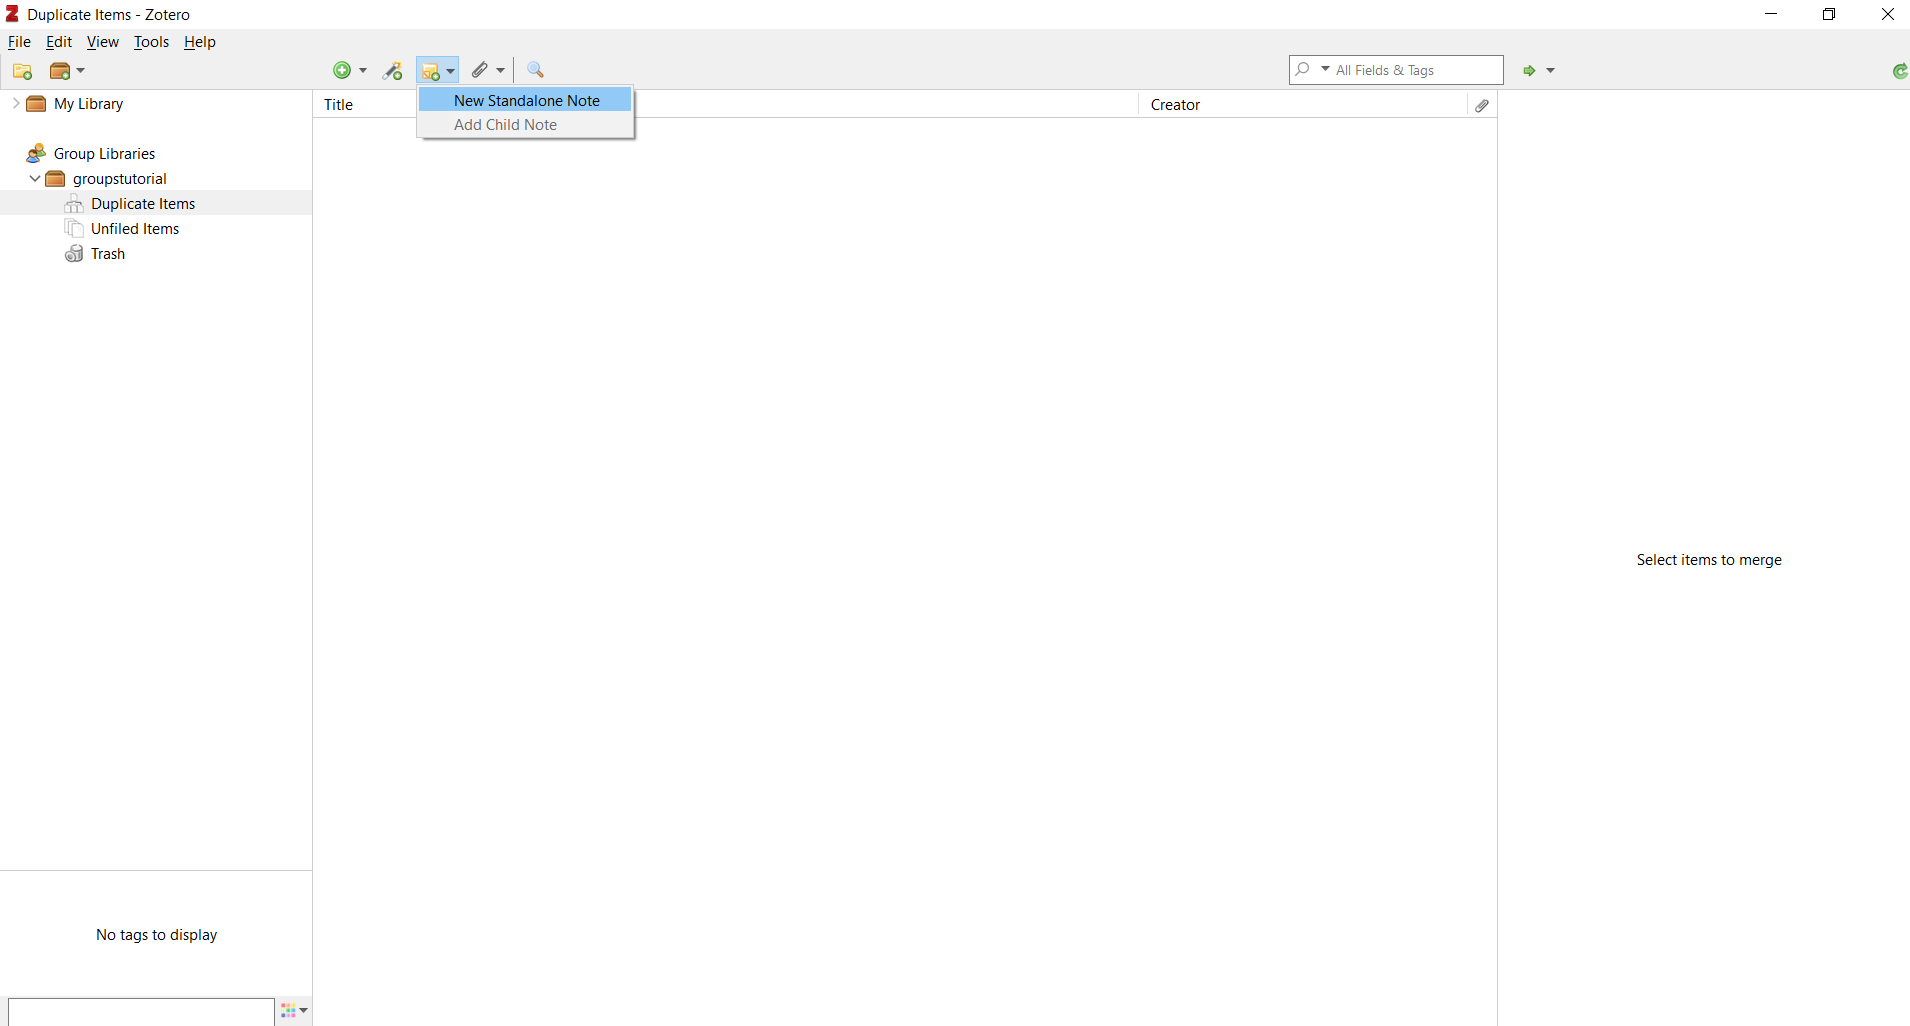 Duplicate Items - Zotero
File Edit View Tools Help
All Fields & Tags
My Library
Group Libraries
groupstutorial
Duplicate Items
Unfiled Items
Trash
No tags to display
New Standalone Note
Add Child Note
Title
Creator
Select items to merge